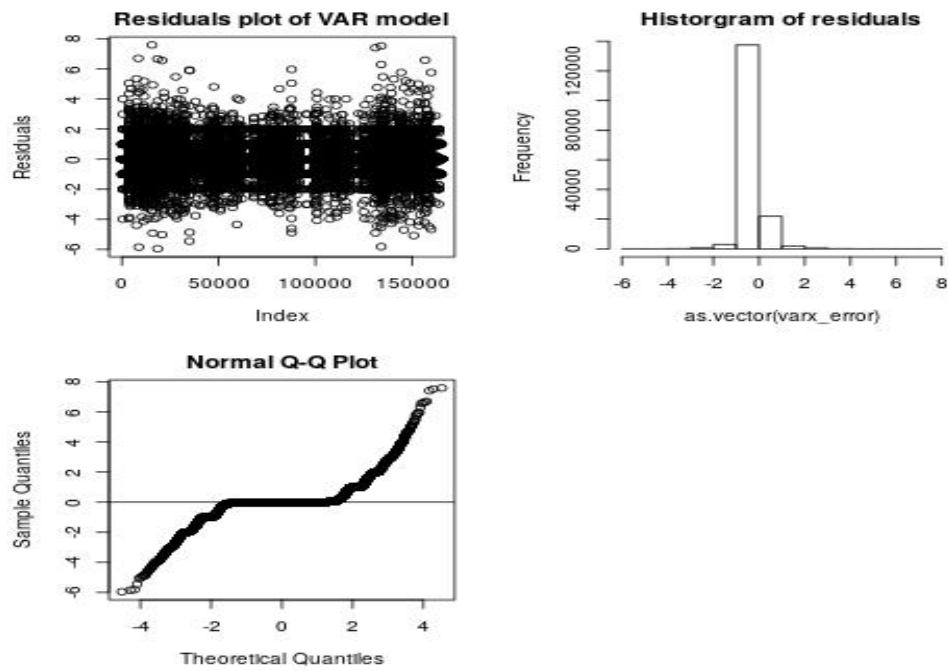 Residuals plot of VAR model
Residuals
8
6
4
2
0
-2
-4
-6
0 50000 100000 150000
Index
Historgram of residuals
Frequency
120000
80000
40000
0
-6 -4 -2 0 2 4 6 8
as.vector(varx_error)
Normal Q-Q Plot
Sample Quantiles
8
6
4
2
0
-2
-4
-6
-4 -2 0 2 4
Theoretical Quantiles